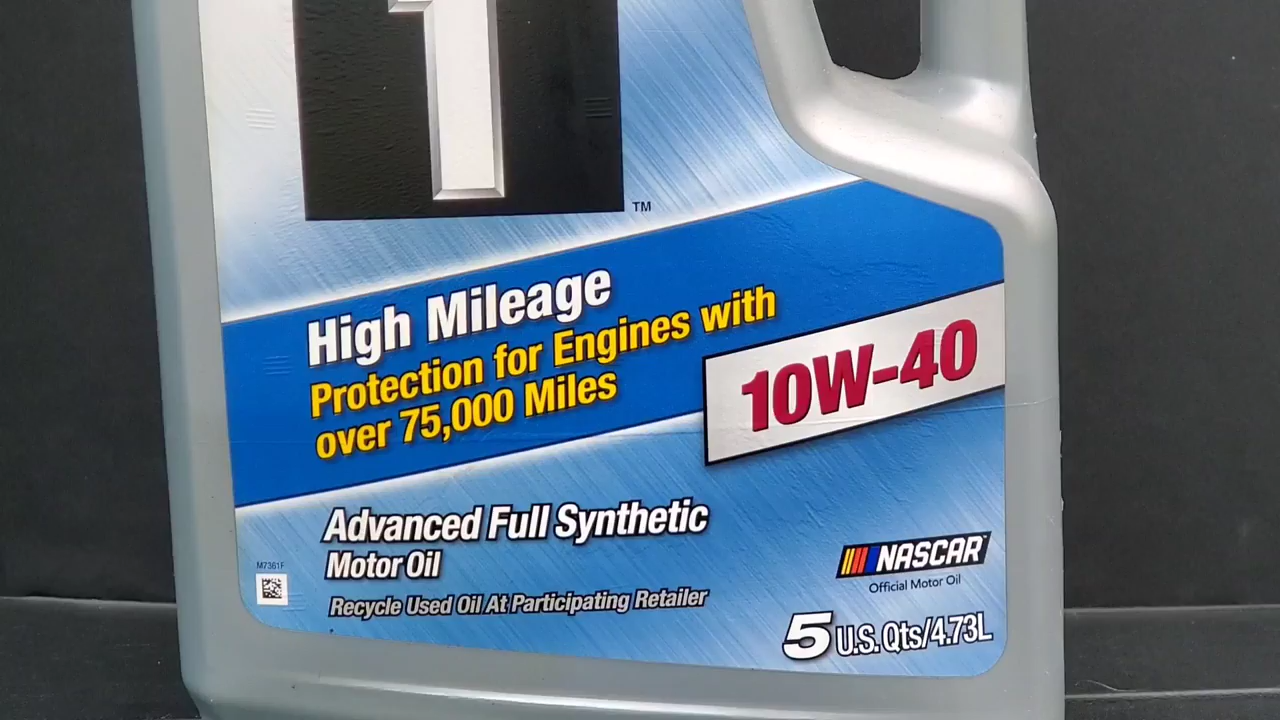 1
TM
High Mileage
Protection for Engines with
over 75,000 Miles
10W-40
Advanced Full Synthetic
Motor Oil
Recycle Used Oil At Participating Retailer
M7361F
NASCAR
Official Motor Oil
5 U.S. Qts/4.73L